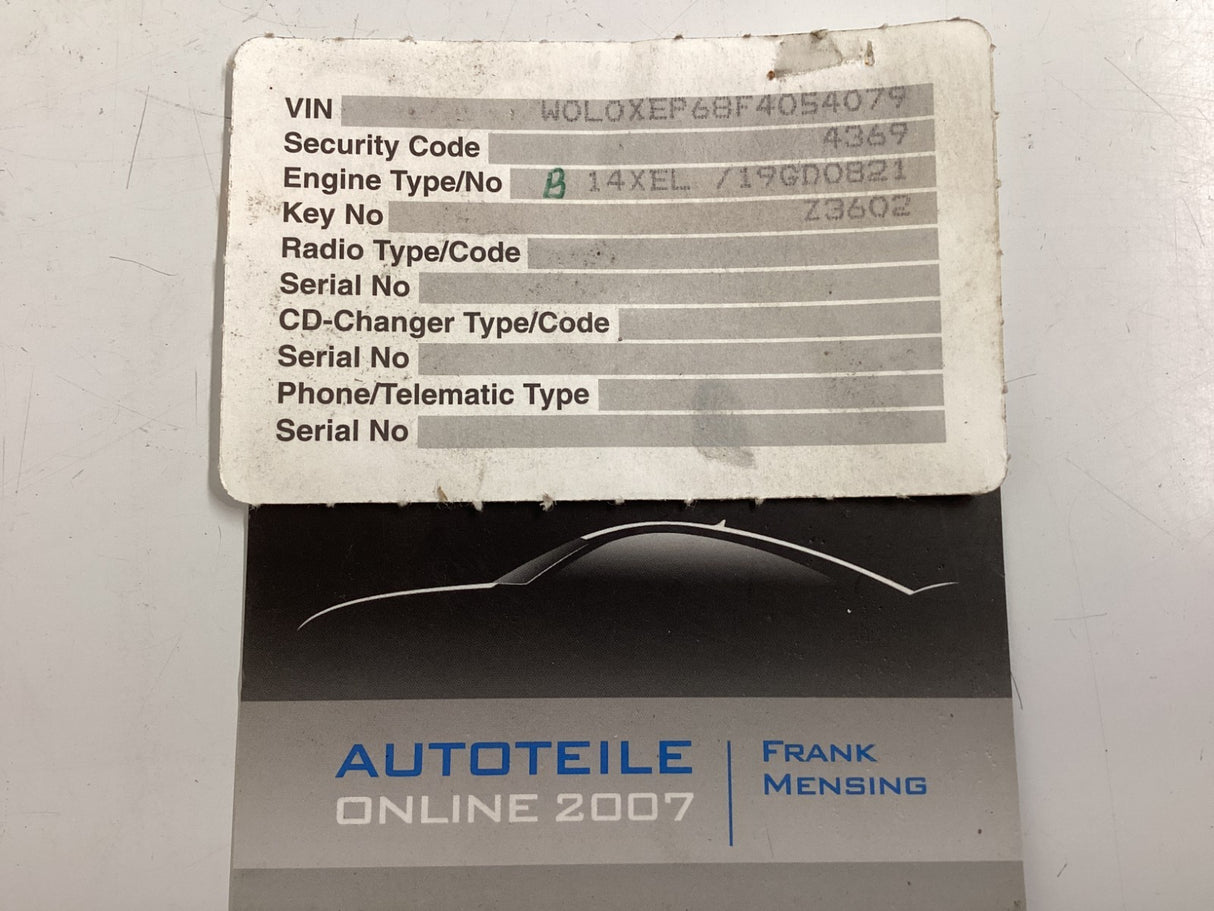 VIN W0L0XEP68F4054079
Security Code 4369
Engine Type/No B 14XEL /19GD0821
Key No Z3602
Radio Type/Code
Serial No
CD-Changer Type/Code
Serial No
Phone/Telematic Type
Serial No
AUTOTEILE
ONLINE 2007
FRANK
MENSING